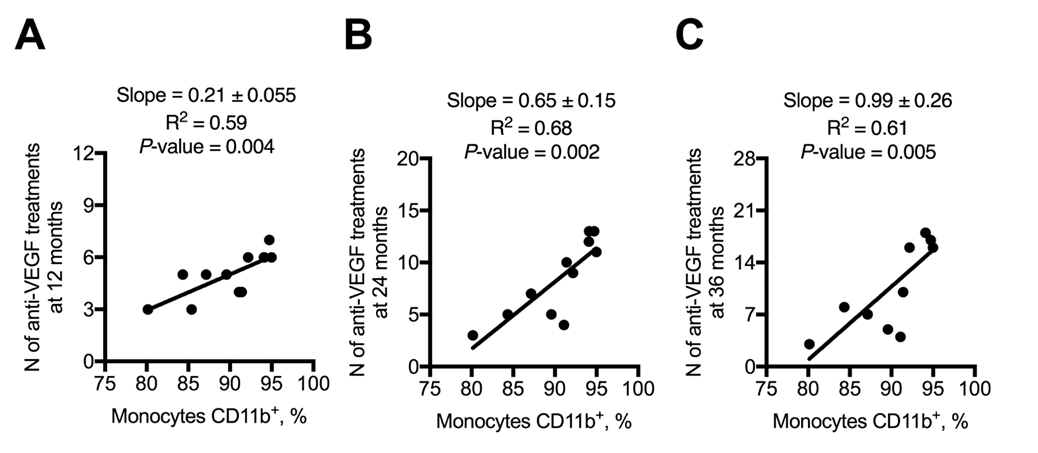 A
Slope = 0.21 ± 0.055
R² = 0.59
P-value = 0.004
N of anti-VEGF treatments
at 12 months
12
9
6
3
0
75 80 85 90 95 100
Monocytes CD11b⁺, %
B
Slope = 0.65 ± 0.15
R² = 0.68
P-value = 0.002
N of anti-VEGF treatments
at 24 months
20
15
10
5
0
75 80 85 90 95 100
Monocytes CD11b⁺, %
C
Slope = 0.99 ± 0.26
R² = 0.61
P-value = 0.005
N of anti-VEGF treatments
at 36 months
28
21
14
7
0
75 80 85 90 95 100
Monocytes CD11b⁺, %